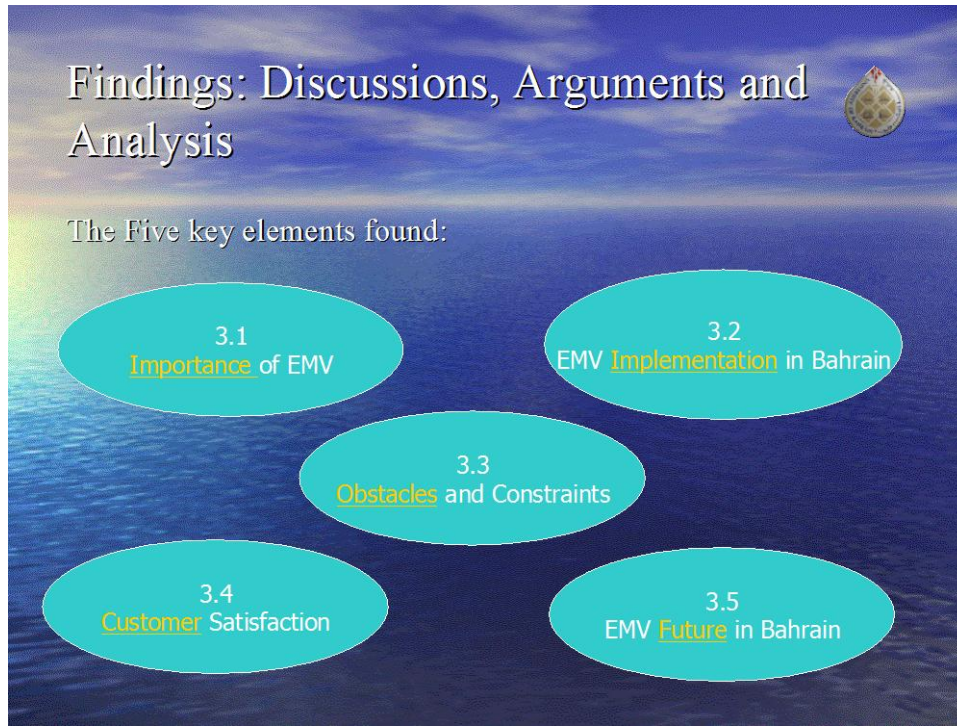 Findings: Discussions, Arguments and
Analysis
The Five key elements found:
3.1
Importance of EMV
3.2
EMV Implementation in Bahrain
3.3
Obstacles and Constraints
3.4
Customer Satisfaction
3.5
EMV Future in Bahrain